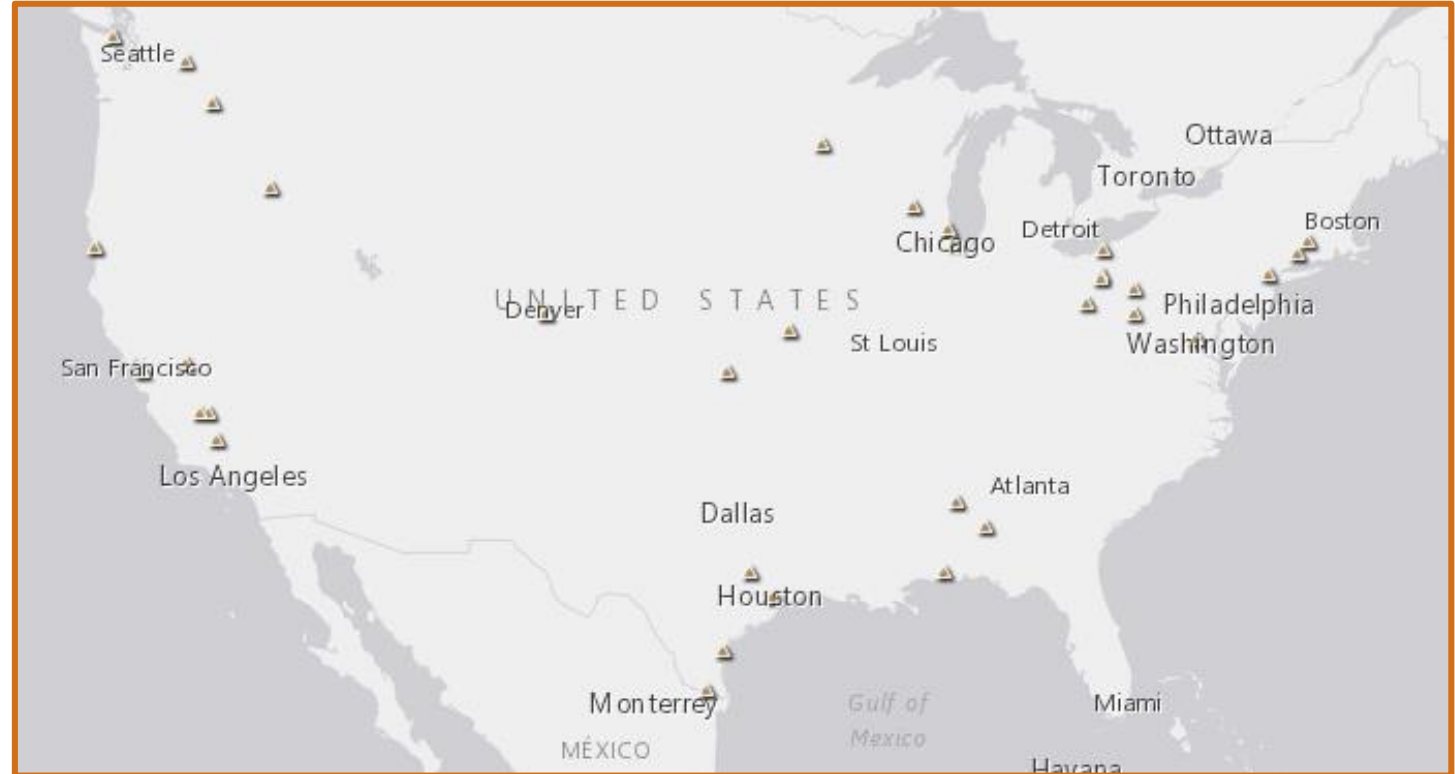 Seattle
Ottawa
Toronto
Boston
Detroit
Chicago
UNITED STATES
Denver
Philadelphia
St Louis
Washington
San Francisco
Los Angeles
Atlanta
Dallas
Houston
Monterrey
Gulf of
Mexico
Miami
MÉXICO
Havana